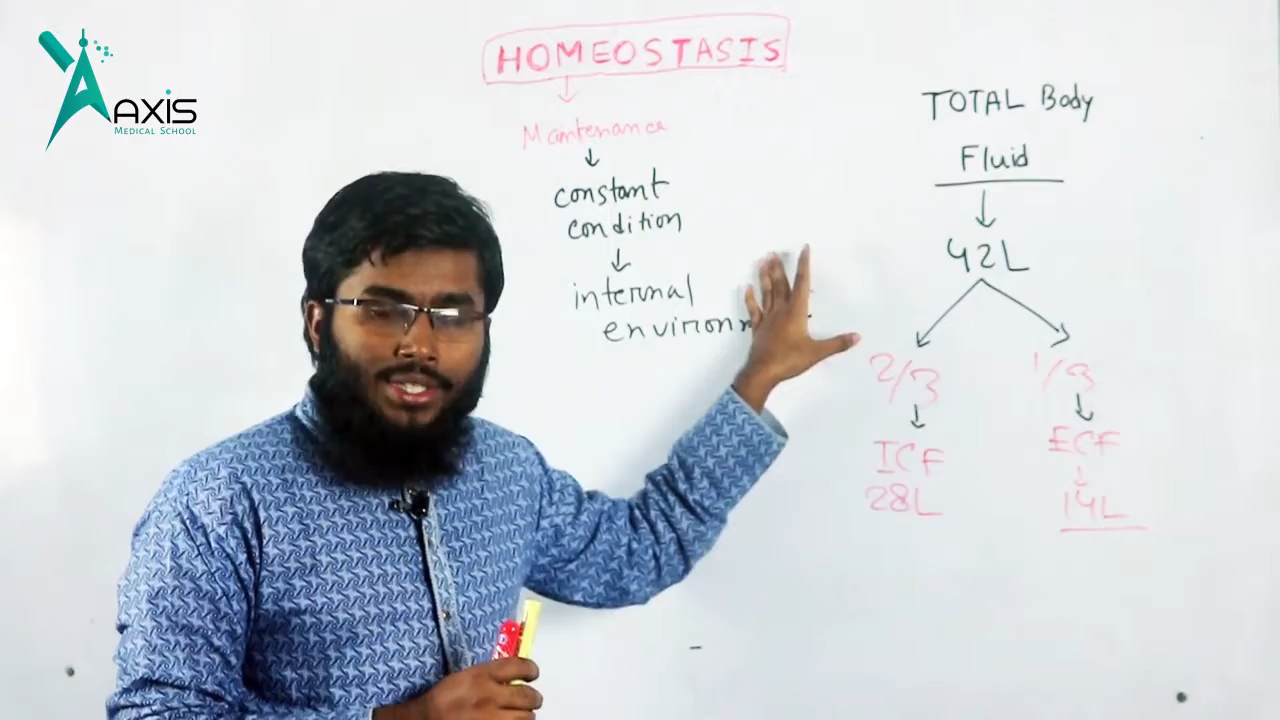 AXIS
MEDICAL SCHOOL
HOMEOSTASIS
Maintenance
constant
condition
internal
environ
TOTAL Body
Fluid
42L
2/3
1/3
ICF
ECF
28L
14L